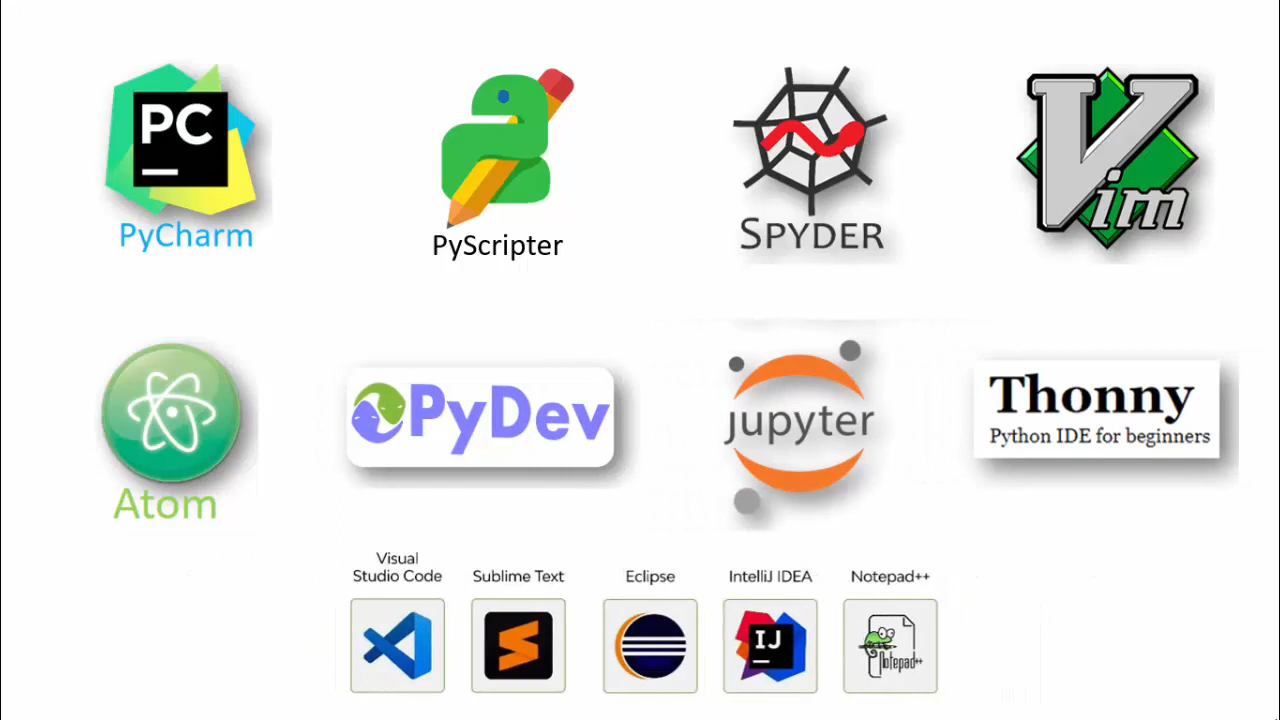 PC
PyCharm
PyScripter
SPYDER
Vim
Atom
PyDev
jupyter
Thonny
Python IDE for beginners
Visual
Studio Code
Sublime Text
Eclipse
IntelliJ IDEA
Notepad++
IJ
Notepad++